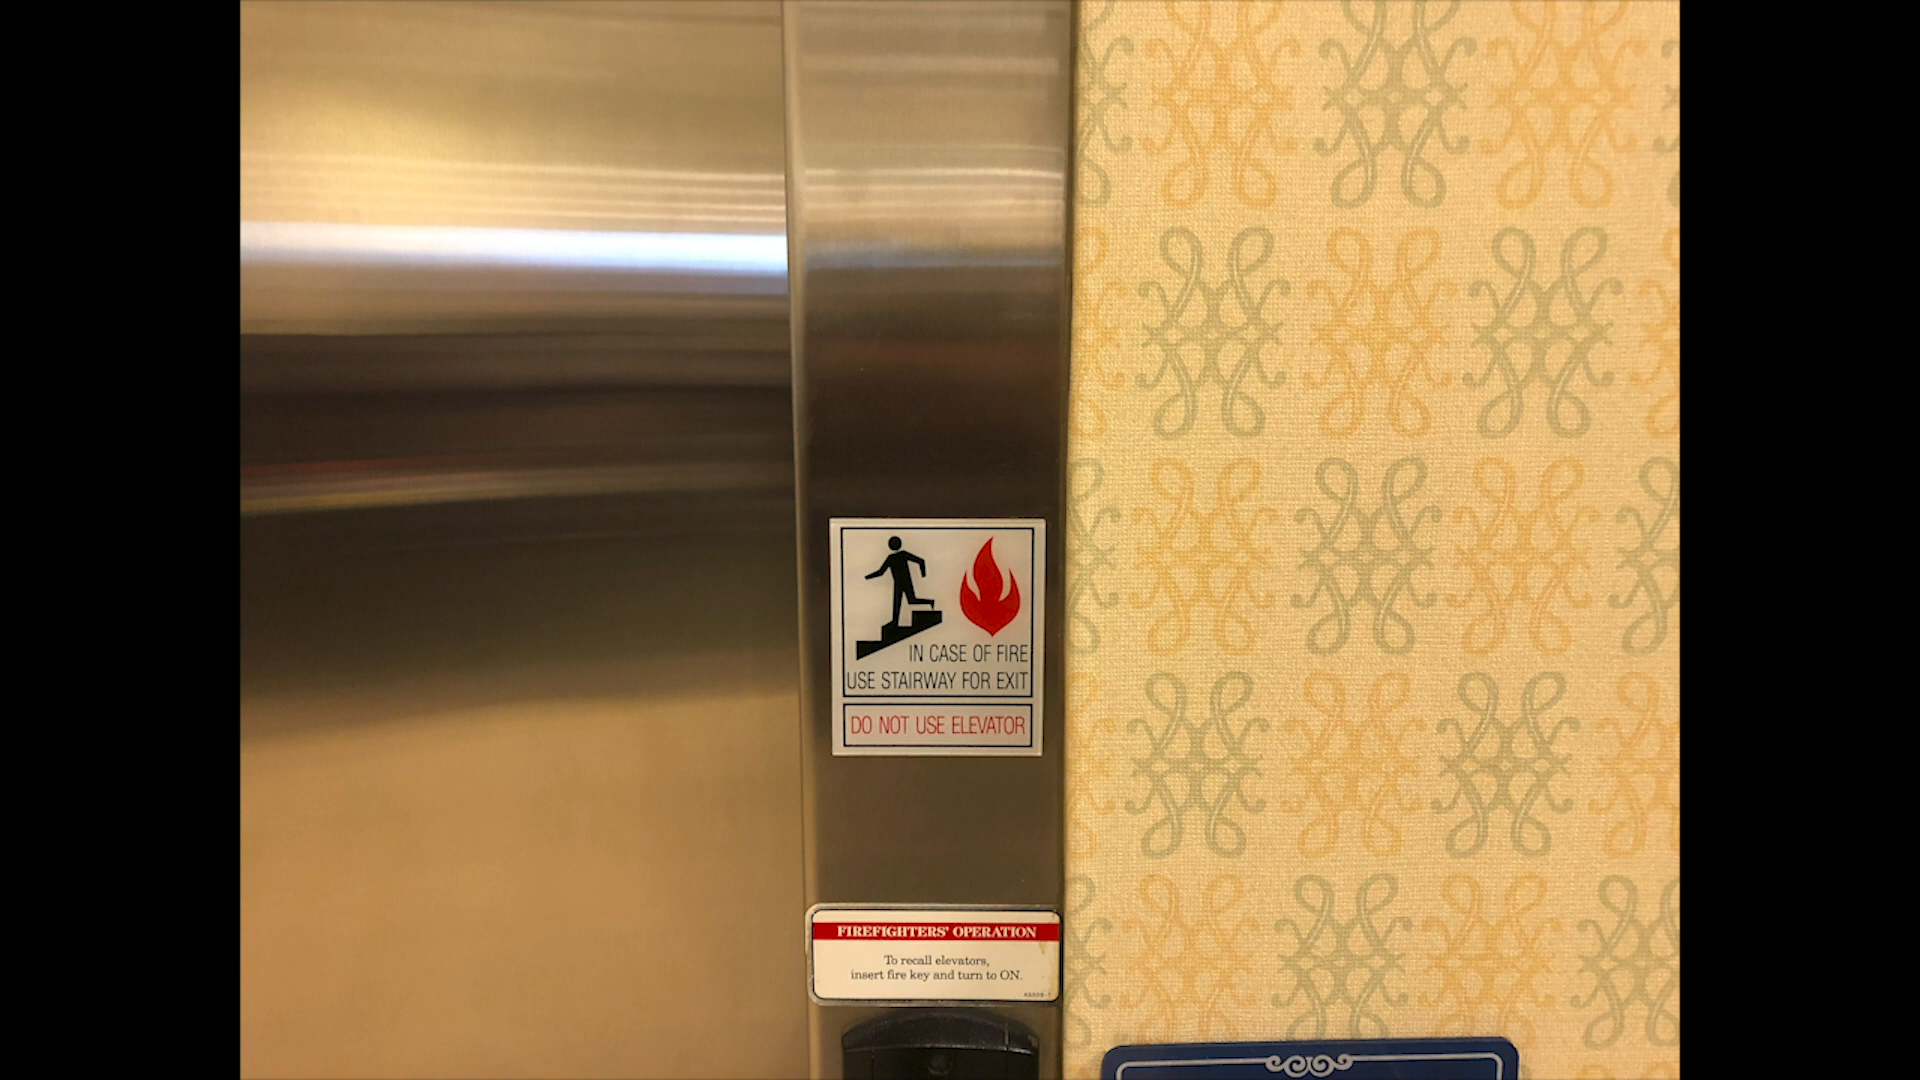 IN CASE OF FIRE
USE STAIRWAY FOR EXIT
DO NOT USE ELEVATOR
FIREFIGHTERS' OPERATION
To recall elevators,
insert fire key and turn to ON.